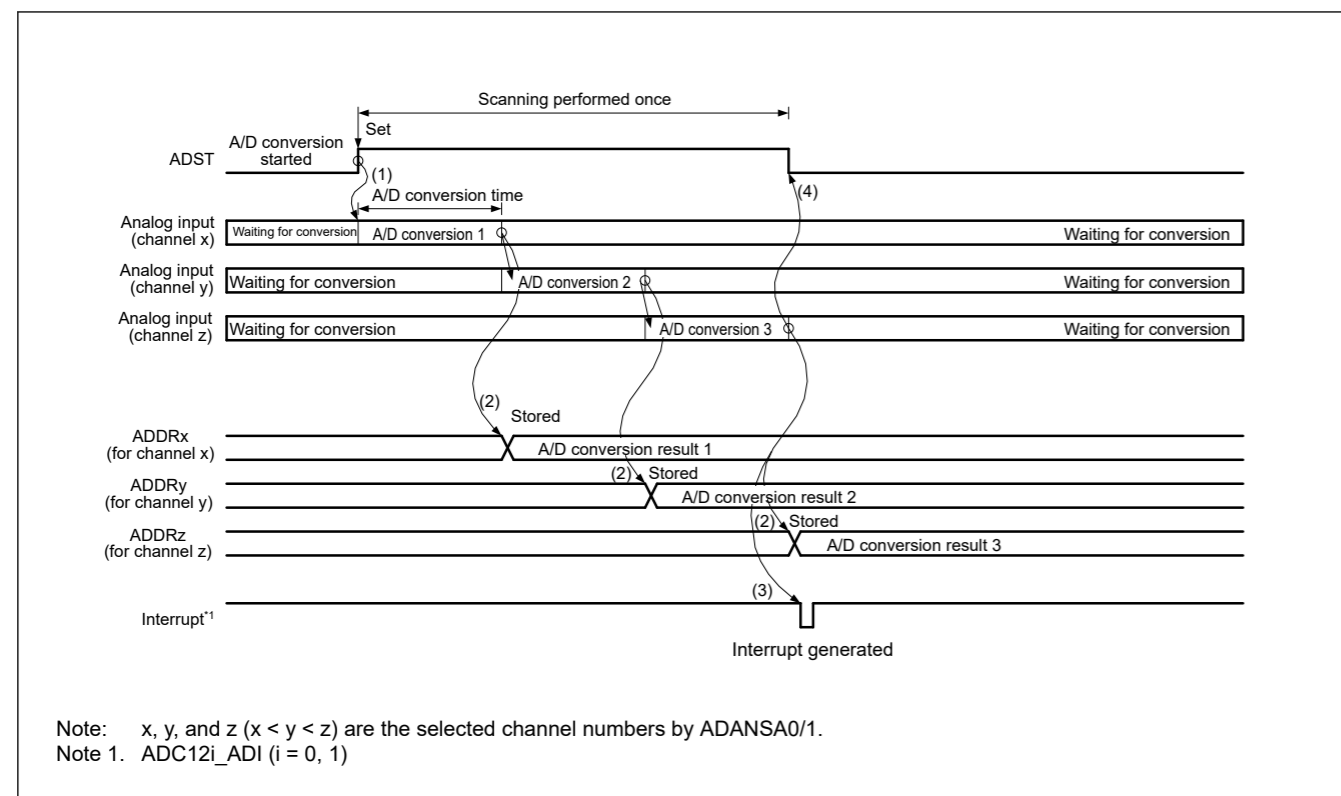 Scanning performed once
Set
A/D conversion
started
ADST
(1)
A/D conversion time
(4)
Analog input
(channel x)
Waiting for conversion
A/D conversion 1
Waiting for conversion
Analog input
(channel y)
Waiting for conversion
A/D conversion 2
Waiting for conversion
Analog input
(channel z)
Waiting for conversion
A/D conversion 3
Waiting for conversion
(2)
Stored
ADDRx
(for channel x)
A/D conversion result 1
(2)
Stored
ADDRy
(for channel y)
A/D conversion result 2
(2)
Stored
ADDRz
(for channel z)
A/D conversion result 3
(3)
Interrupt*1
Interrupt generated
Note: x, y, and z (x < y < z) are the selected channel numbers by ADANSA0/1.
Note 1. ADC12i_ADI (i = 0, 1)